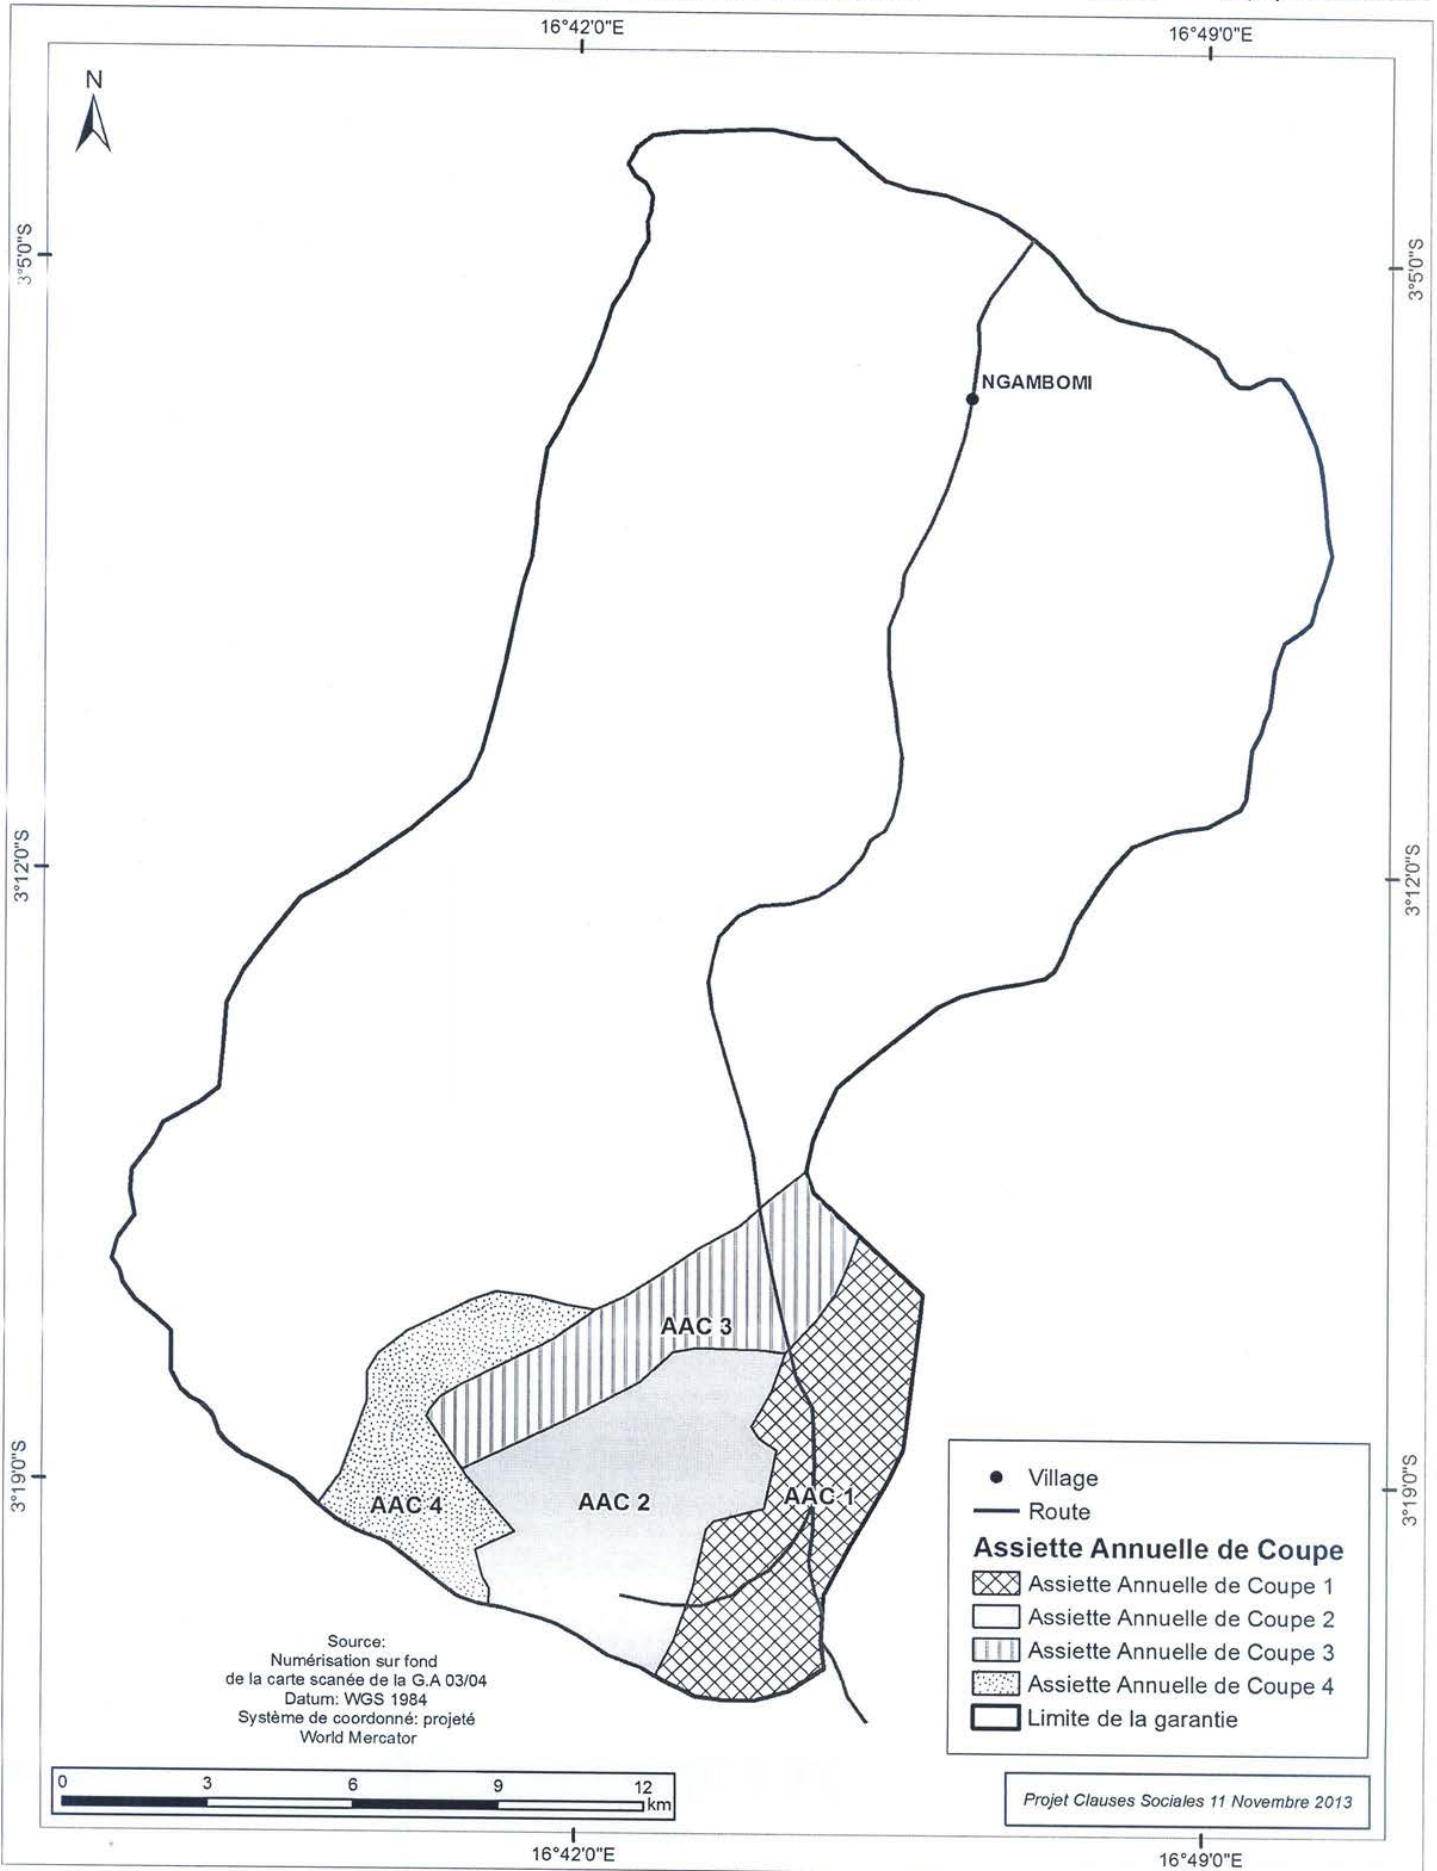 16°42'0"E
16°49'0"E
N
3°5'0"S
3°5'0"S
NGAMBOMI
3°12'0"S
3°12'0"S
AAC 3
3°19'0"S
3°19'0"S
AAC 4
AAC 2
AAC 1
Village
Route
Assiette Annuelle de Coupe
Assiette Annuelle de Coupe 1
Assiette Annuelle de Coupe 2
Assiette Annuelle de Coupe 3
Assiette Annuelle de Coupe 4
Limite de la garantie
Source:
Numérisation sur fond
de la carte scanée de la G.A 03/04
Datum: WGS 1984
Système de coordonné: projeté
World Mercator
0 3 6 9 12
km
Projet Clauses Sociales 11 Novembre 2013
16°42'0"E
16°49'0"E